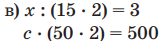 в) x : (15 · 2) = 3
c · (50 · 2) = 500